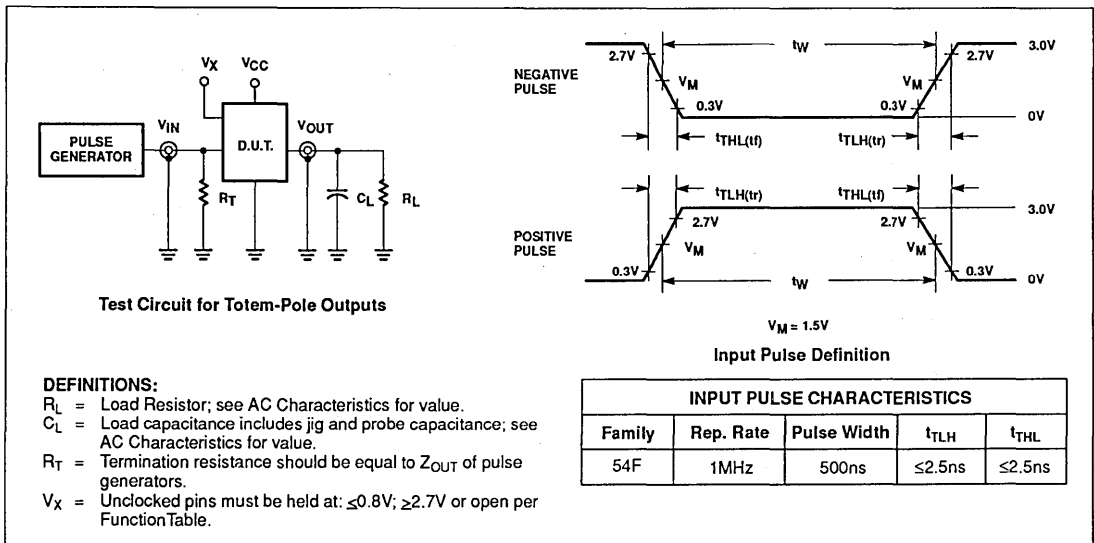 VX
VCC
VIN
VOUT
PULSE
GENERATOR
D.U.T.
RT
CL
RL
Test Circuit for Totem-Pole Outputs
NEGATIVE
PULSE
tW
3.0V
2.7V
VM
VM
0.3V
0.3V
0V
tTHL(tf)
tTLH(tr)
tTLH(tr)
tTHL(tf)
3.0V
POSITIVE
PULSE
2.7V
2.7V
VM
VM
0.3V
0.3V
0V
tW
VM = 1.5V
Input Pulse Definition
DEFINITIONS:
RL = Load Resistor; see AC Characteristics for value.
CL = Load capacitance includes jig and probe capacitance; see
AC Characteristics for value.
RT = Termination resistance should be equal to ZOUT of pulse
generators.
VX = Unclocked pins must be held at: ≤0.8V; ≥2.7V or open per
FunctionTable.
INPUT PULSE CHARACTERISTICS
Family Rep. Rate Pulse Width tTLH tTHL
54F 1MHz 500ns ≤2.5ns ≤2.5ns